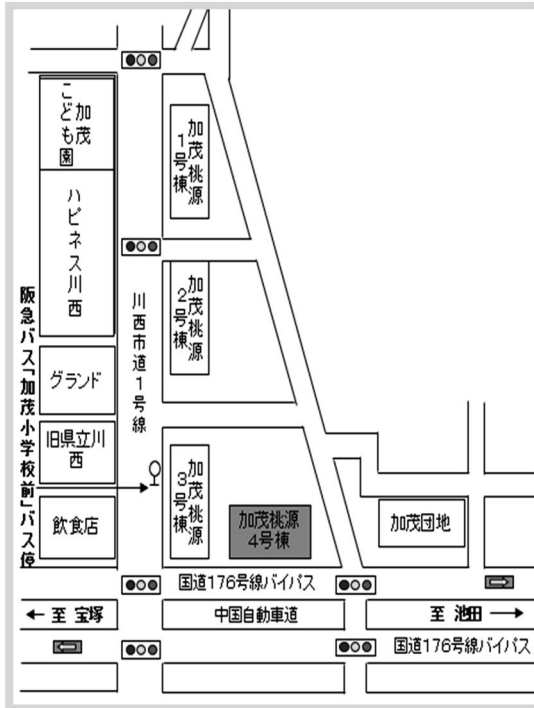 加茂
こども園
ハピネス川西
グランド
旧県立川
西
飲食店
阪急バス「加茂小学校前」バス停
川西市道1号線
加茂桃源
1号棟
加茂桃源
2号棟
加茂桃源
3号棟
加茂桃源
4号棟
加茂団地
国道176号線バイパス
← 至 宝塚
中国自動車道
至 池田 →
国道176号線バイパス